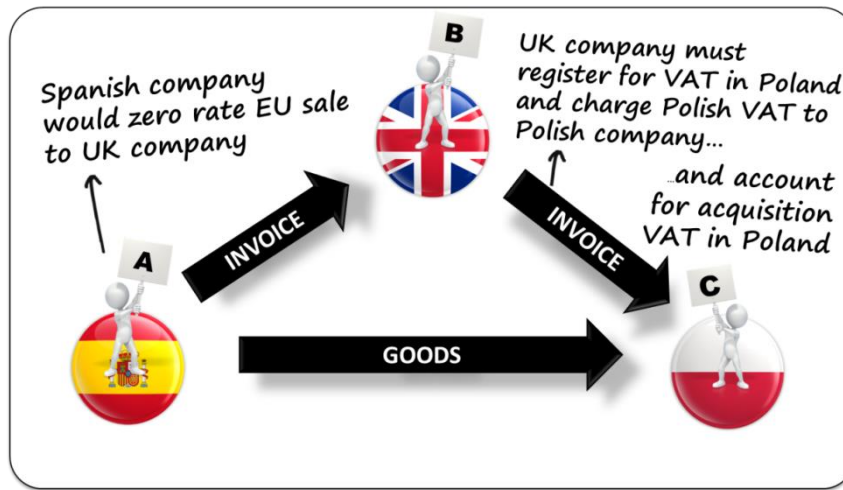 Spanish company
would zero rate EU sale
to UK company
B
UK company must
register for VAT in Poland
and charge Polish VAT to
Polish company...
...and account
for acquisition
VAT in Poland
A
INVOICE
INVOICE
C
GOODS